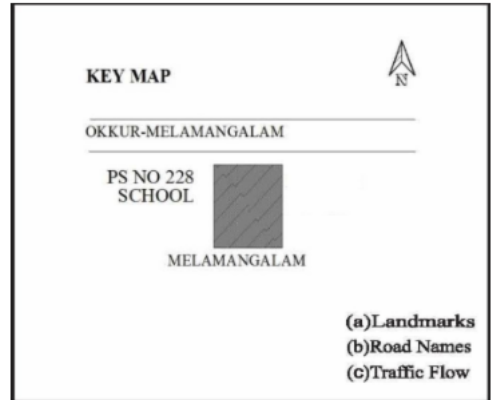 N
KEY MAP
OKKUR-MELAMANGALAM
PS NO 228
SCHOOL
MELAMANGALAM
(a)Landmarks
(b)Road Names
(c)Traffic Flow